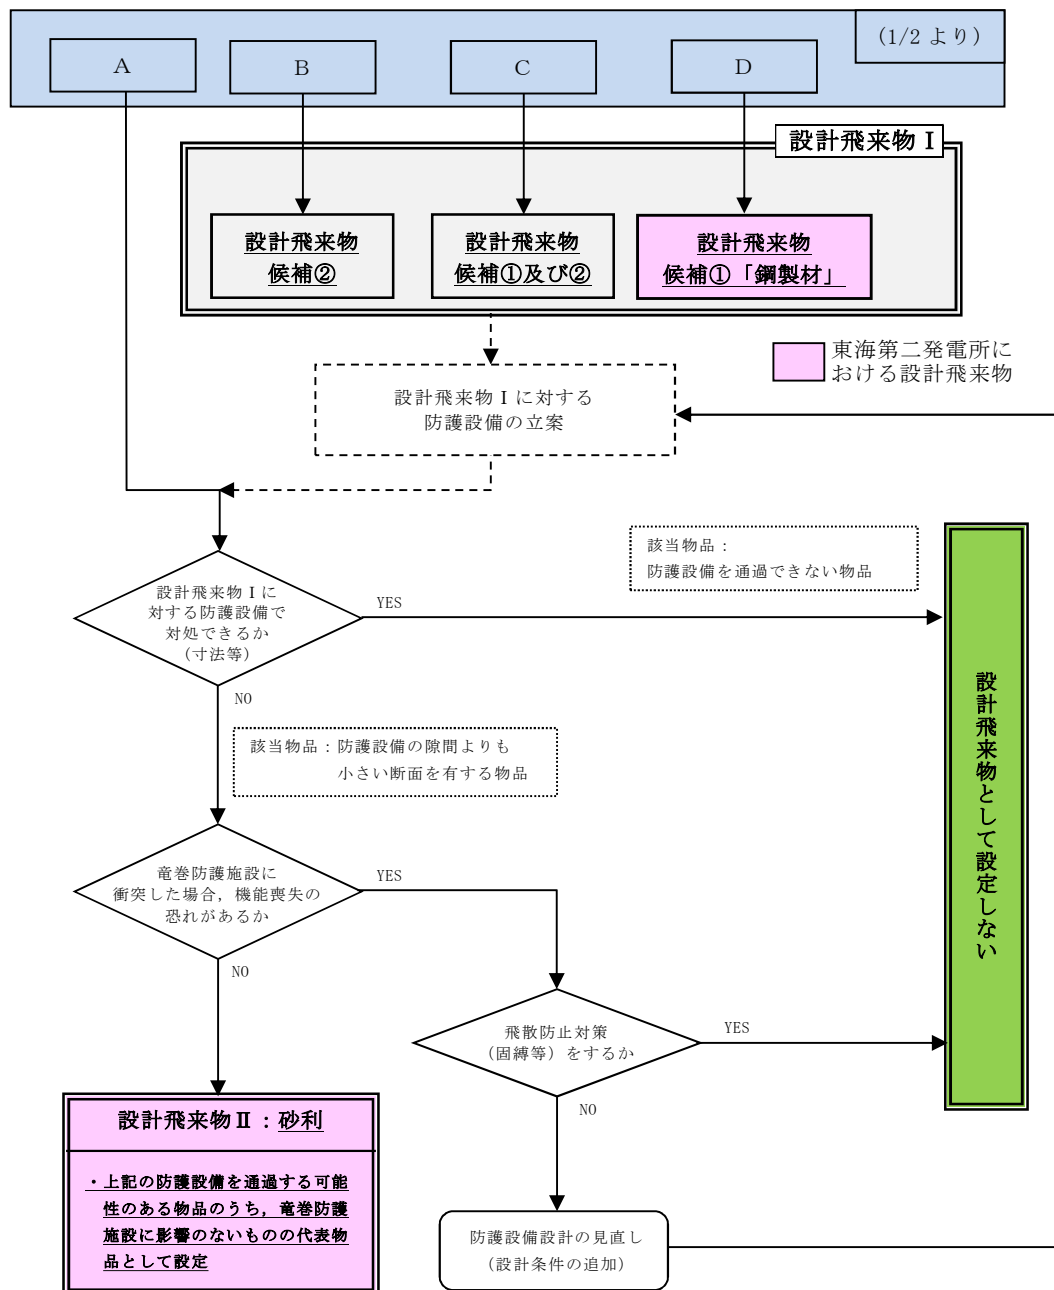 （1/2 より）
A
B
C
D
設計飛来物Ⅰ
設計飛来物
候補②
設計飛来物
候補①及び②
設計飛来物
候補①「鋼製材」
東海第二発電所に
おける設計飛来物
設計飛来物Ⅰに対する
防護設備の立案
該当物品：
防護設備を通過できない物品
設計飛来物Ⅰに
対する防護設備で
対処できるか
（寸法等）
YES
NO
設計飛来物として設定しない
該当物品：防護設備の隙間よりも
小さい断面を有する物品
竜巻防護施設に
衝突した場合，機能喪失の
恐れがあるか
YES
NO
飛散防止対策
（固縛等）をするか
YES
NO
設計飛来物Ⅱ：砂利
・上記の防護設備を通過する可能
性のある物品のうち，竜巻防護
施設に影響のないものの代表物
品として設定
防護設備設計の見直し
（設計条件の追加）